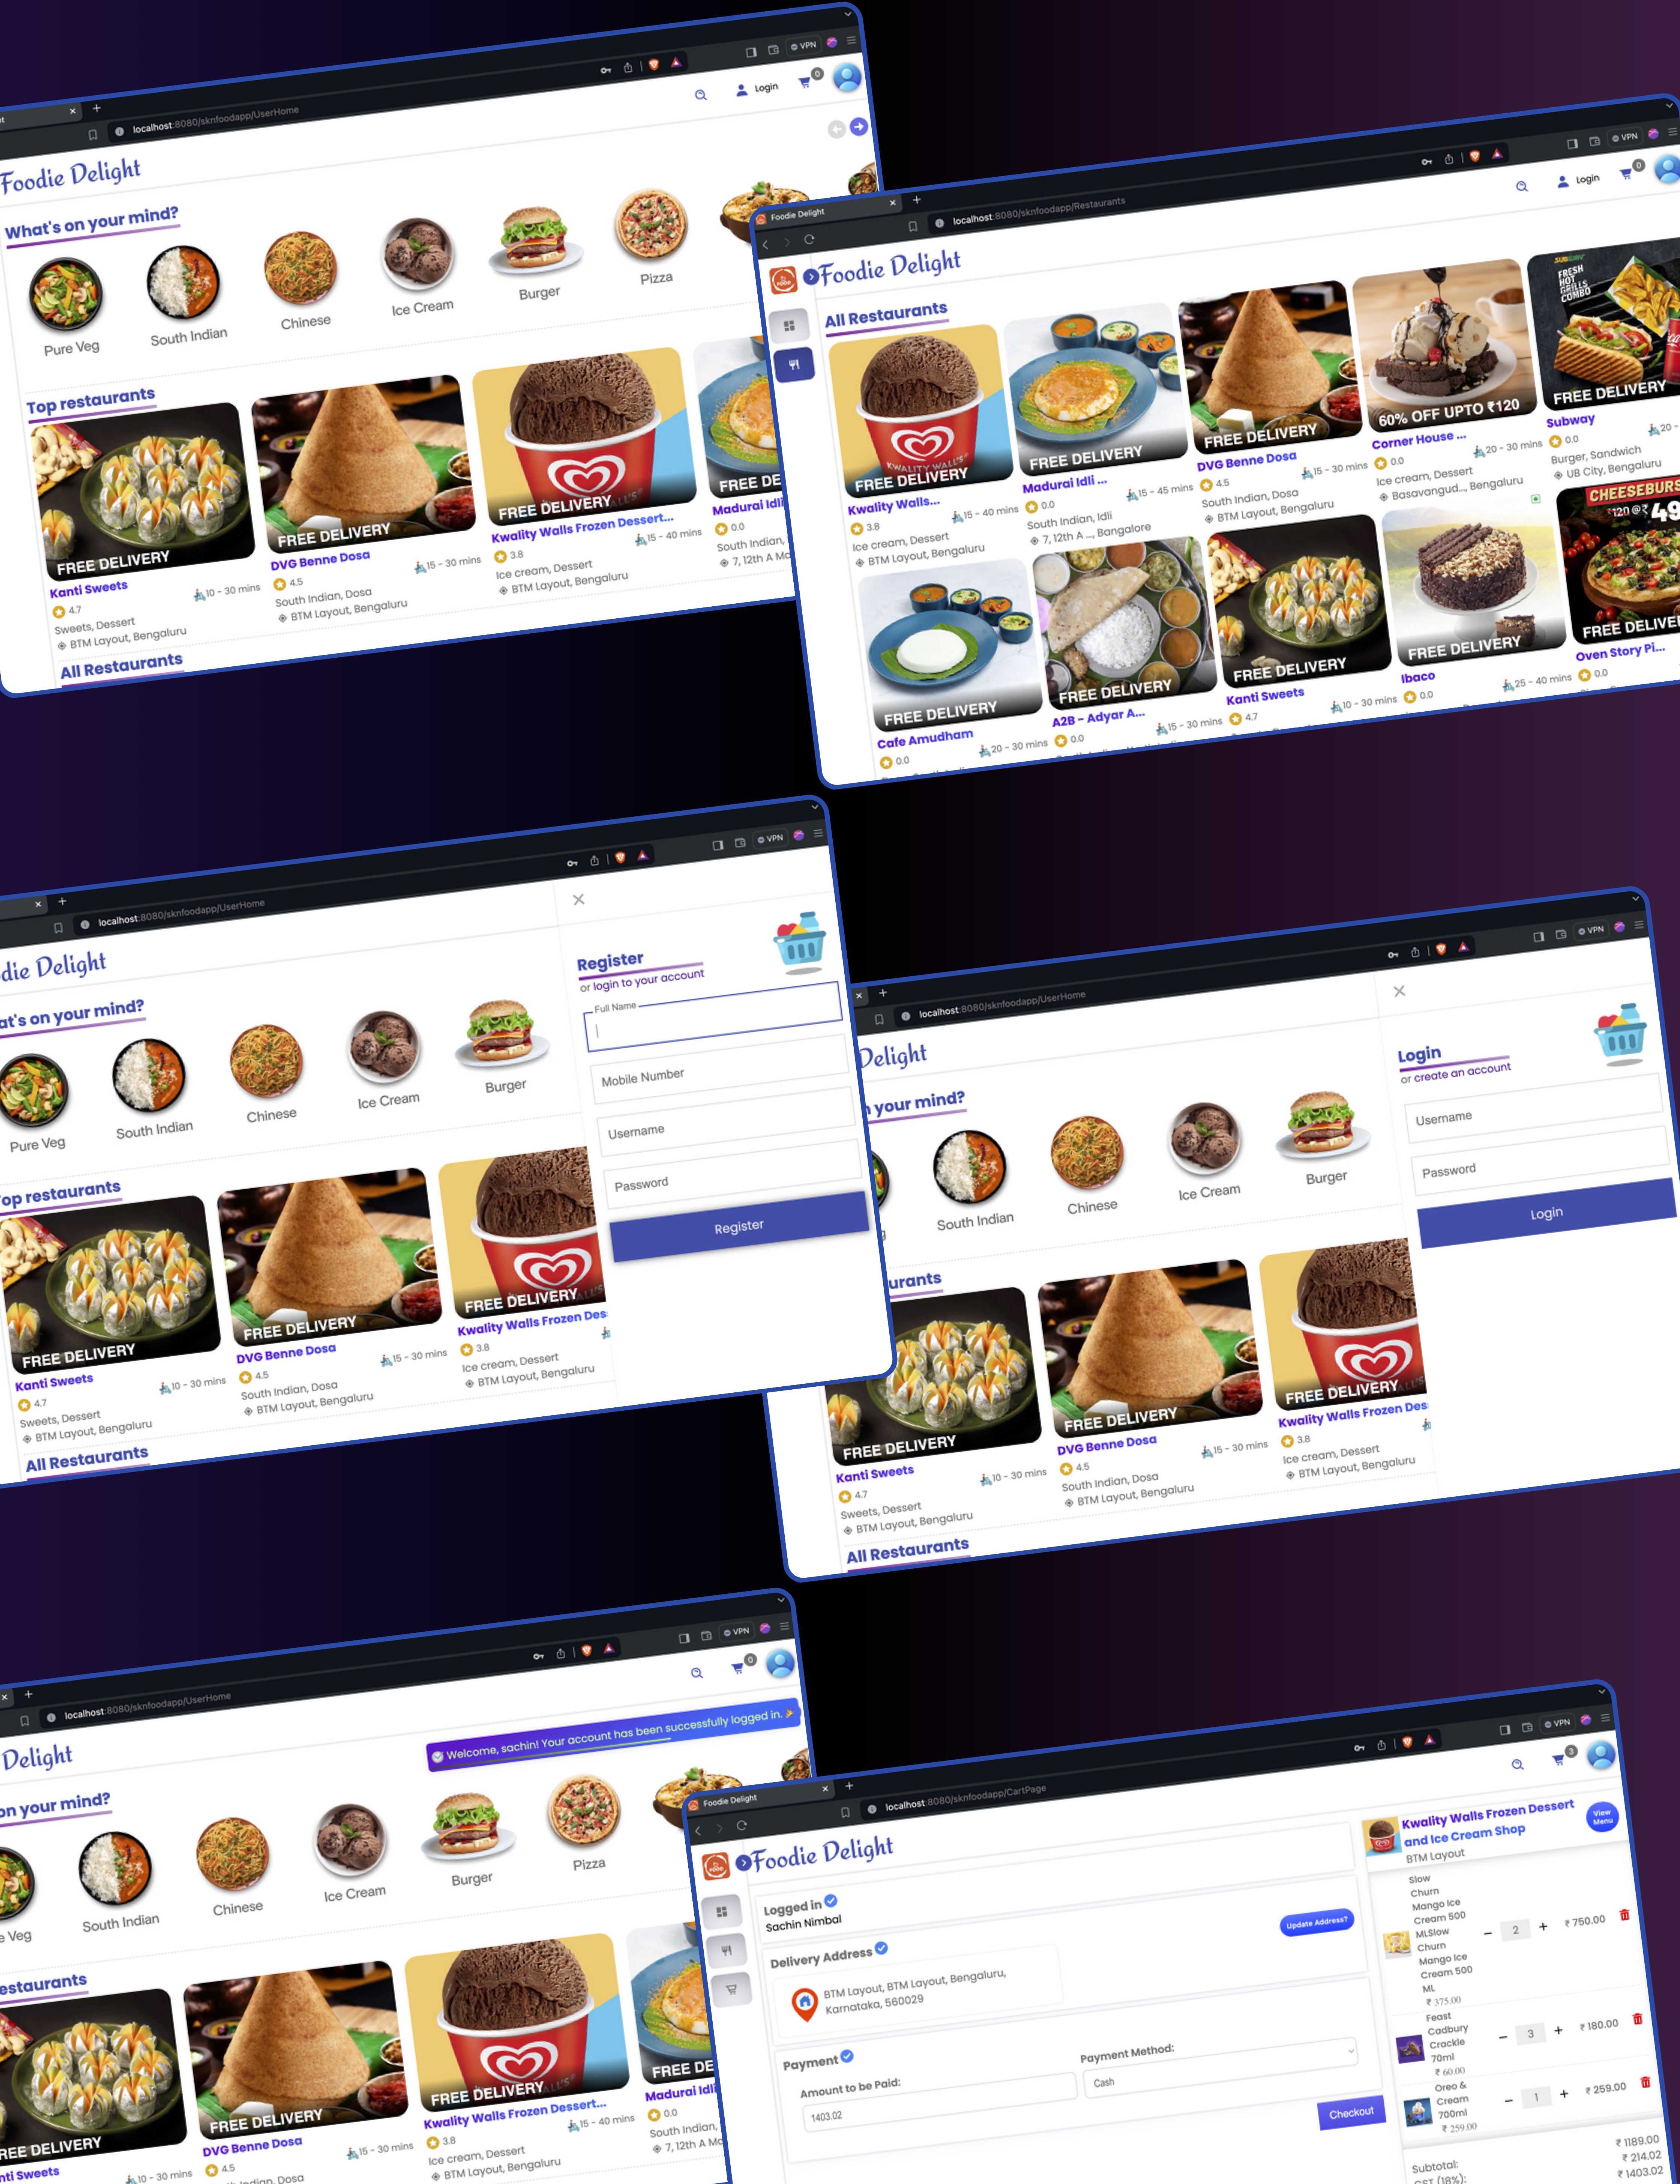 localhost:8080/sknfoodapp/UserHome
VPN
Login
0
Foodie Delight
What's on your mind?
Pure Veg
South Indian
Chinese
Ice Cream
Burger
Pizza
Top restaurants
FREE DELIVERY
Kanti Sweets
4.7
10 - 30 mins
Sweets, Dessert
BTM Layout, Bengaluru
FREE DELIVERY
DVG Benne Dosa
4.5
15 - 30 mins
South Indian, Dosa
BTM Layout, Bengaluru
FREE DELIVERY
Kwality Walls Frozen Dessert...
3.8
15 - 40 mins
Ice cream, Dessert
BTM Layout, Bengaluru
FREE DE
Madurai Idli
0.0
South Indian,
7, 12th A Ma
All Restaurants
Foodie Delight
localhost:8080/sknfoodapp/Restaurants
VPN
Login
0
Foodie Delight
All Restaurants
KWALITY WALL'S
FREE DELIVERY
Kwality Walls...
3.8
15 - 40 mins
Ice cream, Dessert
BTM Layout, Bengaluru
FREE DELIVERY
Madurai Idli ...
0.0
15 - 45 mins
South Indian, Idli
7, 12th A ..., Bangalore
FREE DELIVERY
DVG Benne Dosa
4.5
15 - 30 mins
South Indian, Dosa
BTM Layout, Bengaluru
60% OFF UPTO ₹120
Corner House ...
0.0
20 - 30 mins
Ice cream, Dessert
Basavangud..., Bengaluru
SUBWAY
FRESH
HOT
GRILLS
COMBO
FREE DELIVERY
Subway
0.0
20 -
Burger, Sandwich
UB City, Bengaluru
FREE DELIVERY
Cafe Amudham
0.0
20 - 30 mins
FREE DELIVERY
A2B - Adyar A...
0.0
15 - 30 mins
FREE DELIVERY
Kanti Sweets
4.7
10 - 30 mins
FREE DELIVERY
Ibaco
0.0
25 - 40 mins
CHEESEBURS
₹120 @₹ 49
FREE DELIVE
Oven Story Pi...
0.0
localhost:8080/sknfoodapp/UserHome
VPN
die Delight
at's on your mind?
Pure Veg
South Indian
Chinese
Ice Cream
Burger
Register
or login to your account
Full Name
Mobile Number
Username
Password
Register
op restaurants
FREE DELIVERY
Kanti Sweets
4.7
10 - 30 mins
Sweets, Dessert
BTM Layout, Bengaluru
FREE DELIVERY
DVG Benne Dosa
4.5
15 - 30 mins
South Indian, Dosa
BTM Layout, Bengaluru
FREE DELIVERY
Kwality Walls Frozen Des
3.8
Ice cream, Dessert
BTM Layout, Bengaluru
All Restaurants
localhost:8080/sknfoodapp/UserHome
VPN
Delight
your mind?
South Indian
Chinese
Ice Cream
Burger
Login
or create an account
Username
Password
Login
urants
FREE DELIVERY
Kanti Sweets
4.7
10 - 30 mins
Sweets, Dessert
BTM Layout, Bengaluru
FREE DELIVERY
DVG Benne Dosa
4.5
15 - 30 mins
South Indian, Dosa
BTM Layout, Bengaluru
FREE DELIVERY
Kwality Walls Frozen Des
3.8
Ice cream, Dessert
BTM Layout, Bengaluru
All Restaurants
localhost:8080/sknfoodapp/UserHome
VPN
0
Delight
Welcome, sachin! Your account has been successfully logged in.
on your mind?
e Veg
South Indian
Chinese
Ice Cream
Burger
Pizza
estaurants
REE DELIVERY
nti Sweets
10 - 30 mins
FREE DELIVERY
DVG Benne Dosa
4.5
15 - 30 mins
South Indian, Dosa
FREE DELIVERY
Kwality Walls Frozen Dessert...
3.8
15 - 40 mins
Ice cream, Dessert
BTM Layout, Bengaluru
FREE DE
Madurai Idli
0.0
South Indian,
7, 12th A Mo
Foodie Delight
localhost:8080/sknfoodapp/CartPage
VPN
3
Foodie Delight
Logged in
Sachin Nimbal
Delivery Address
Update Address?
BTM Layout, BTM Layout, Bengaluru,
Karnataka, 560029
Payment
Amount to be Paid:
1403.02
Payment Method:
Cash
Checkout
Kwality Walls Frozen Dessert
and Ice Cream Shop
BTM Layout
View
Menu
Slow
Churn
Mango Ice
Cream 500
MLSlow
Churn
Mango Ice
Cream 500
ML
₹ 375.00
2
₹ 750.00
Feast
Cadbury
Crackle
70ml
₹ 60.00
3
₹ 180.00
Oreo &
Cream
700ml
₹ 259.00
1
₹ 259.00
Subtotal:
₹ 1189.00
GST (18%):
₹ 214.02
₹ 1403.02